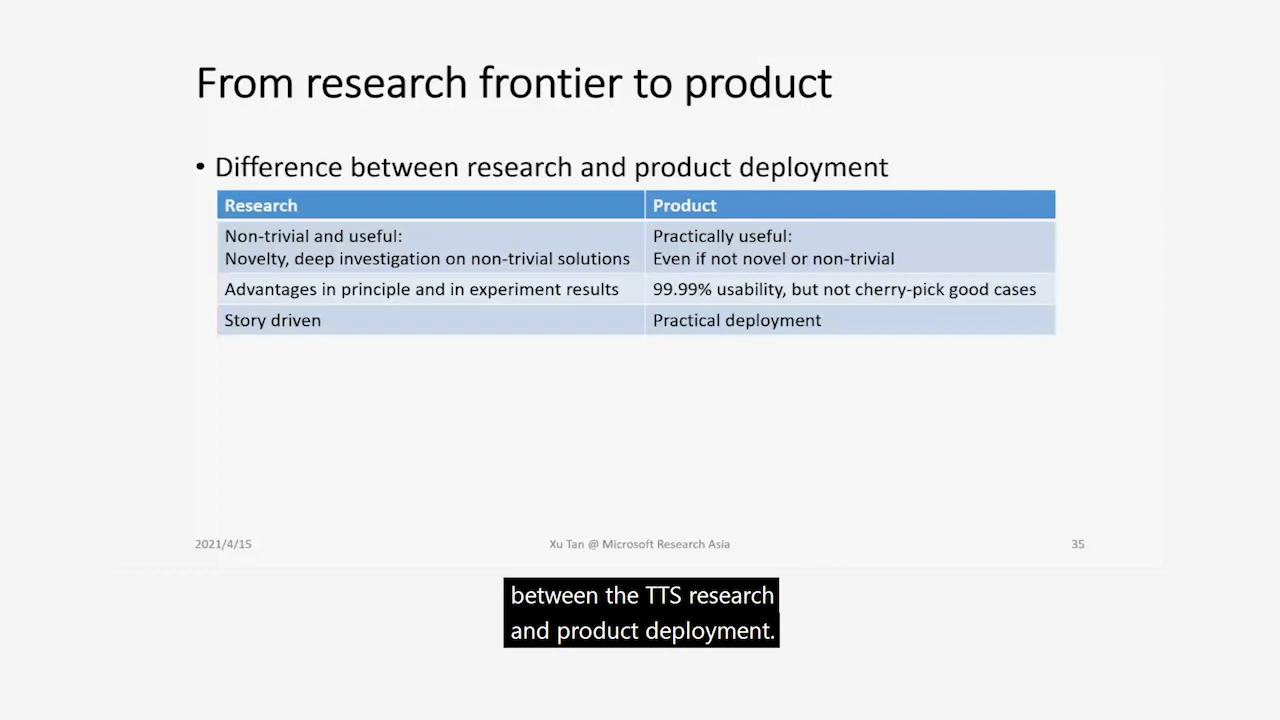 From research frontier to product
• Difference between research and product deployment
Research
Product
Non-trivial and useful:
Novelty, deep investigation on non-trivial solutions
Practically useful:
Even if not novel or non-trivial
Advantages in principle and in experiment results
99.99% usability, but not cherry-pick good cases
Story driven
Practical deployment
2021/4/15
Xu Tan @ Microsoft Research Asia
35
between the TTS research
and product deployment.